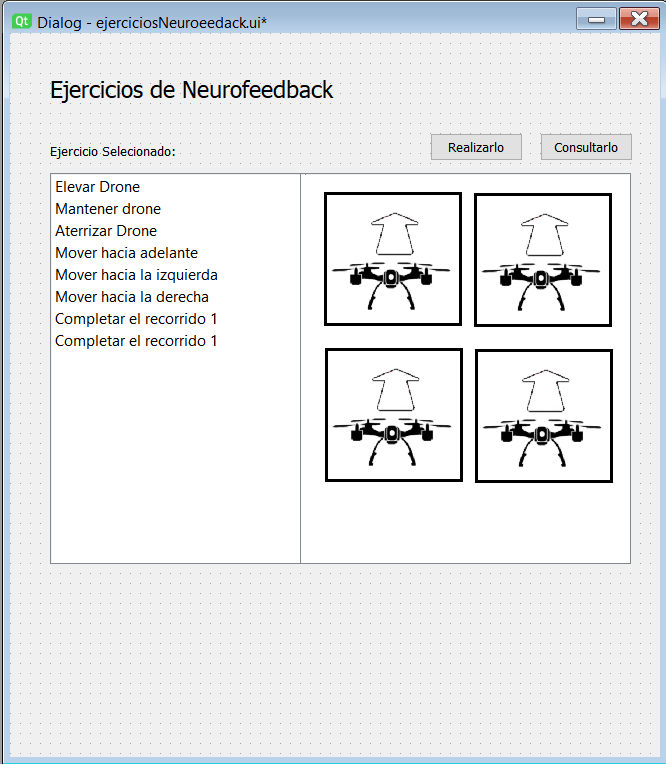 Qt Dialog - ejerciciosNeuroeedack.ui*
Ejercicios de Neurofeedback
Ejercicio Selecionado:
Realizarlo
Consultarlo
Elevar Drone
Mantener drone
Aterrizar Drone
Mover hacia adelante
Mover hacia la izquierda
Mover hacia la derecha
Completar el recorrido 1
Completar el recorrido 1